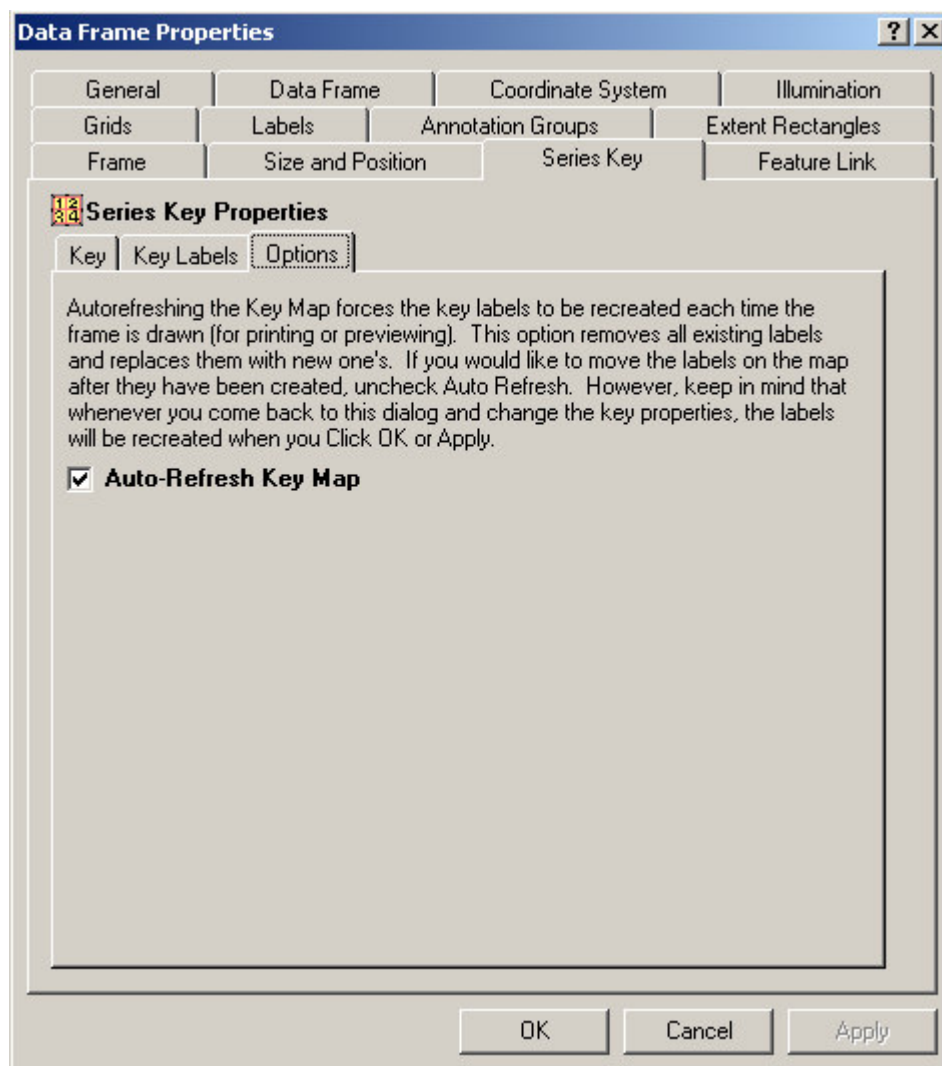 Data Frame Properties
General Data Frame Coordinate System Illumination
Grids Labels Annotation Groups Extent Rectangles
Frame Size and Position Series Key Feature Link
1 2
3 4 Series Key Properties
Key Key Labels Options
Autorefreshing the Key Map forces the key labels to be recreated each time the
frame is drawn (for printing or previewing). This option removes all existing labels
and replaces them with new one's. If you would like to move the labels on the map
after they have been created, uncheck Auto Refresh. However, keep in mind that
whenever you come back to this dialog and change the key properties, the labels
will be recreated when you Click OK or Apply.
Auto-Refresh Key Map
OK Cancel Apply